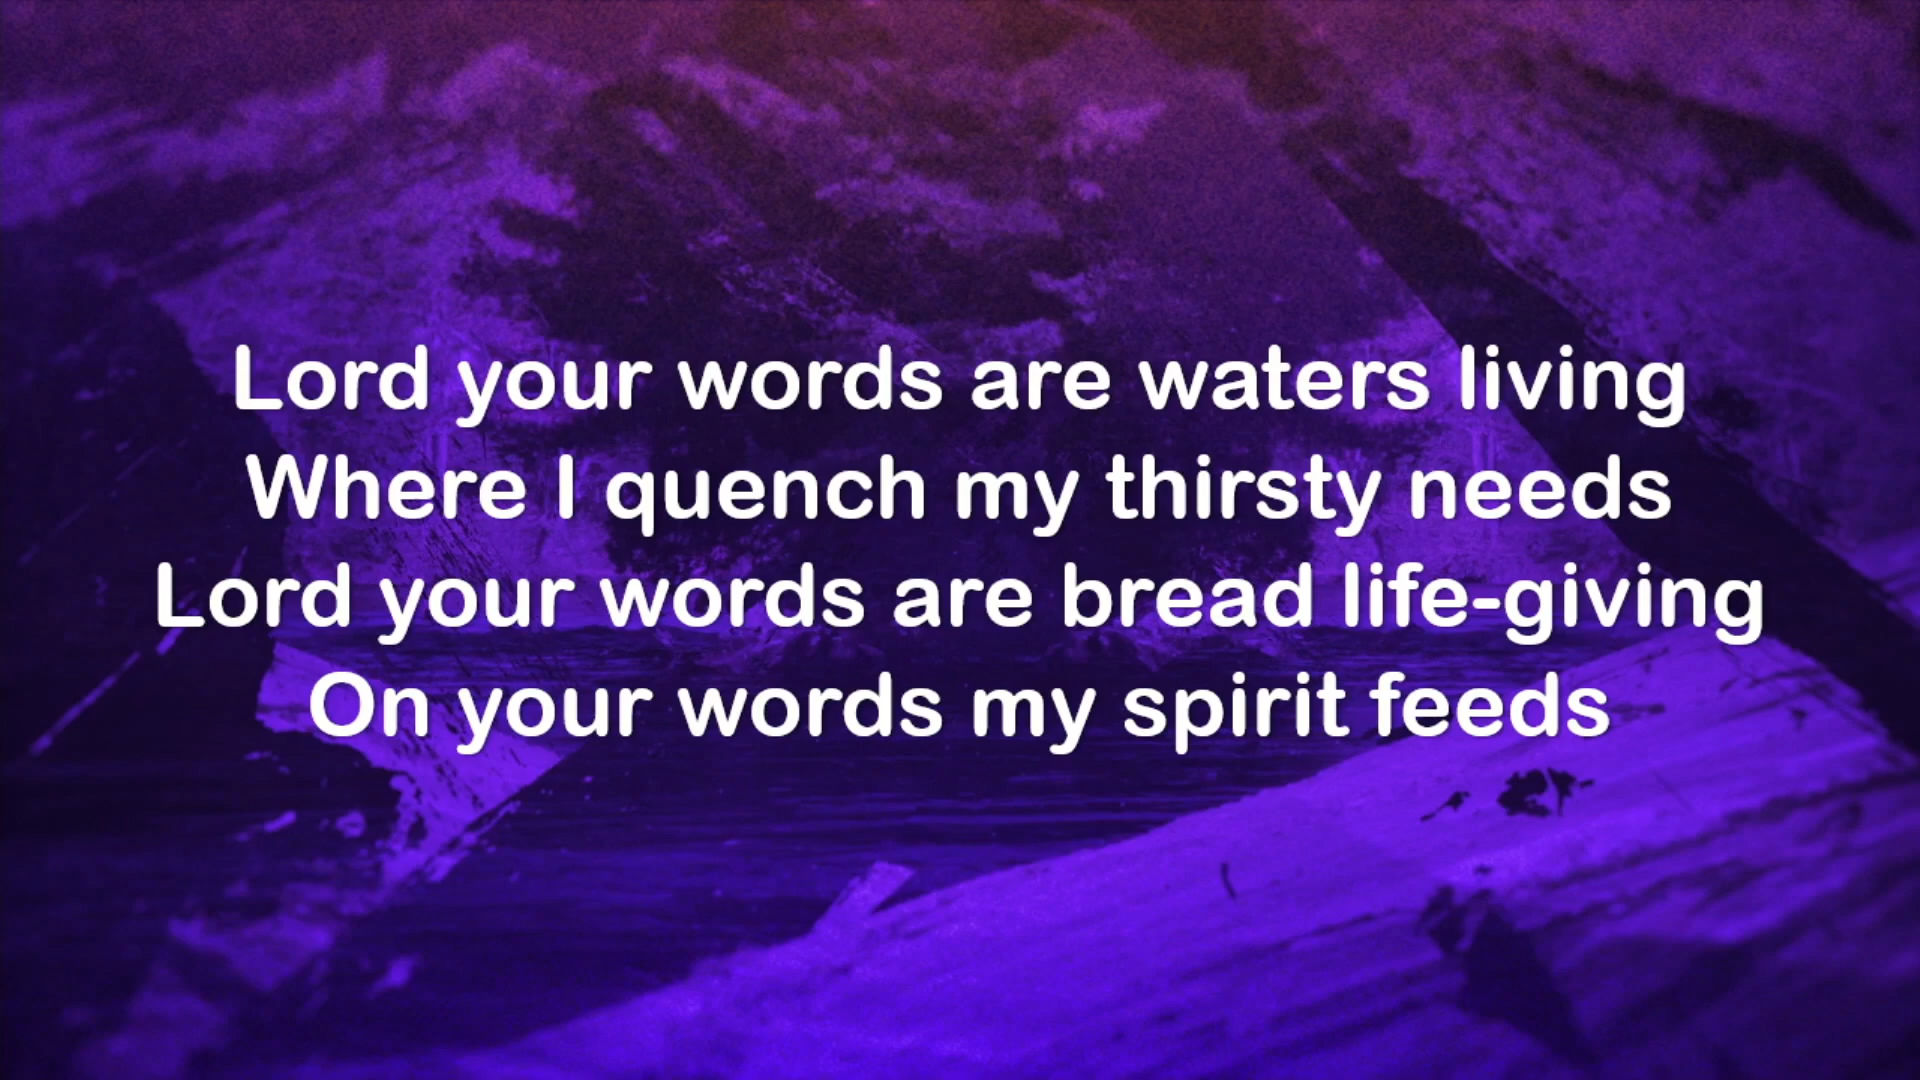 Lord your words are waters living
Where I quench my thirsty needs
Lord your words are bread life-giving
On your words my spirit feeds